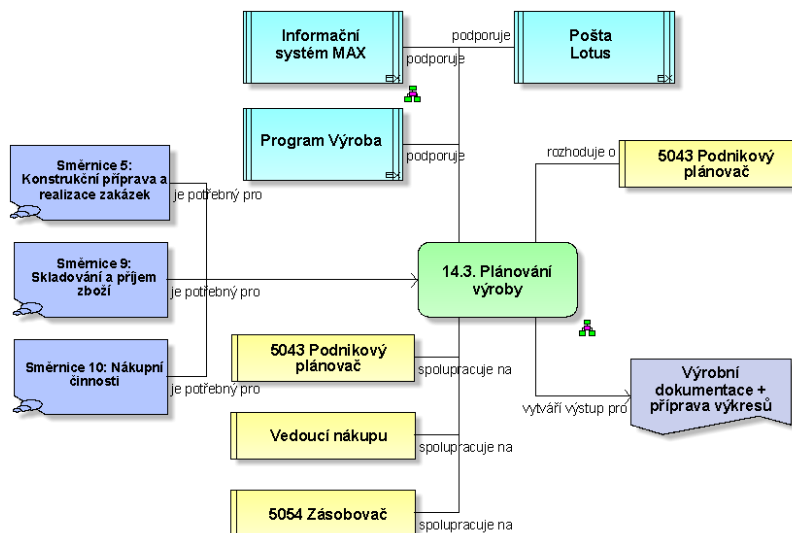 Informační
systém MAX
podporuje
podporuje
Pošta
Lotus
Program Výroba
podporuje
rozhoduje o
5043 Podnikový
plánovač
Směrnice 5:
Konstrukční příprava a
realizace zakázek
je potřebný pro
Směrnice 9:
Skladování a příjem
zboží
je potřebný pro
14.3. Plánování
výroby
Směrnice 10: Nákupní
činnosti
je potřebný pro
5043 Podnikový
plánovač
spolupracuje na
Výrobní
dokumentace +
příprava výkresů
vytváří výstup pro
Vedoucí nákupu
spolupracuje na
5054 Zásobovač
spolupracuje na